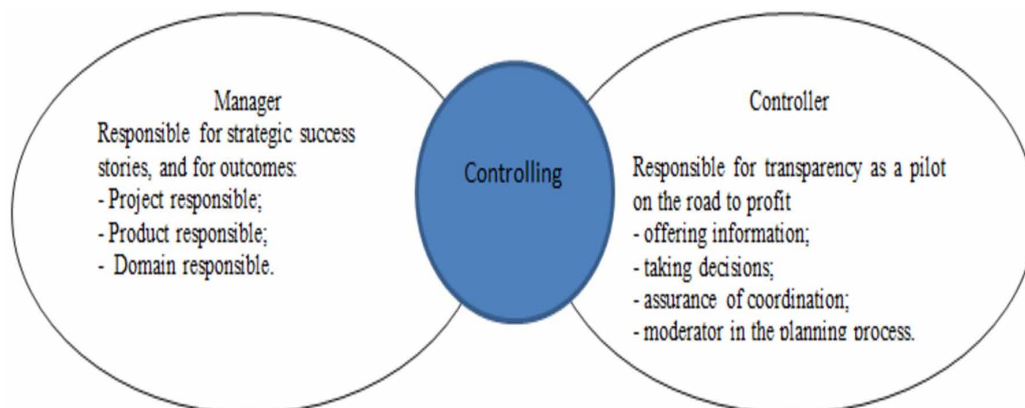 Manager
Responsible for strategic success
stories, and for outcomes:
- Project responsible;
- Product responsible;
- Domain responsible.
Controlling
Controller
Responsible for transparency as a pilot
on the road to profit
- offering information;
- taking decisions;
- assurance of coordination;
- moderator in the planning process.